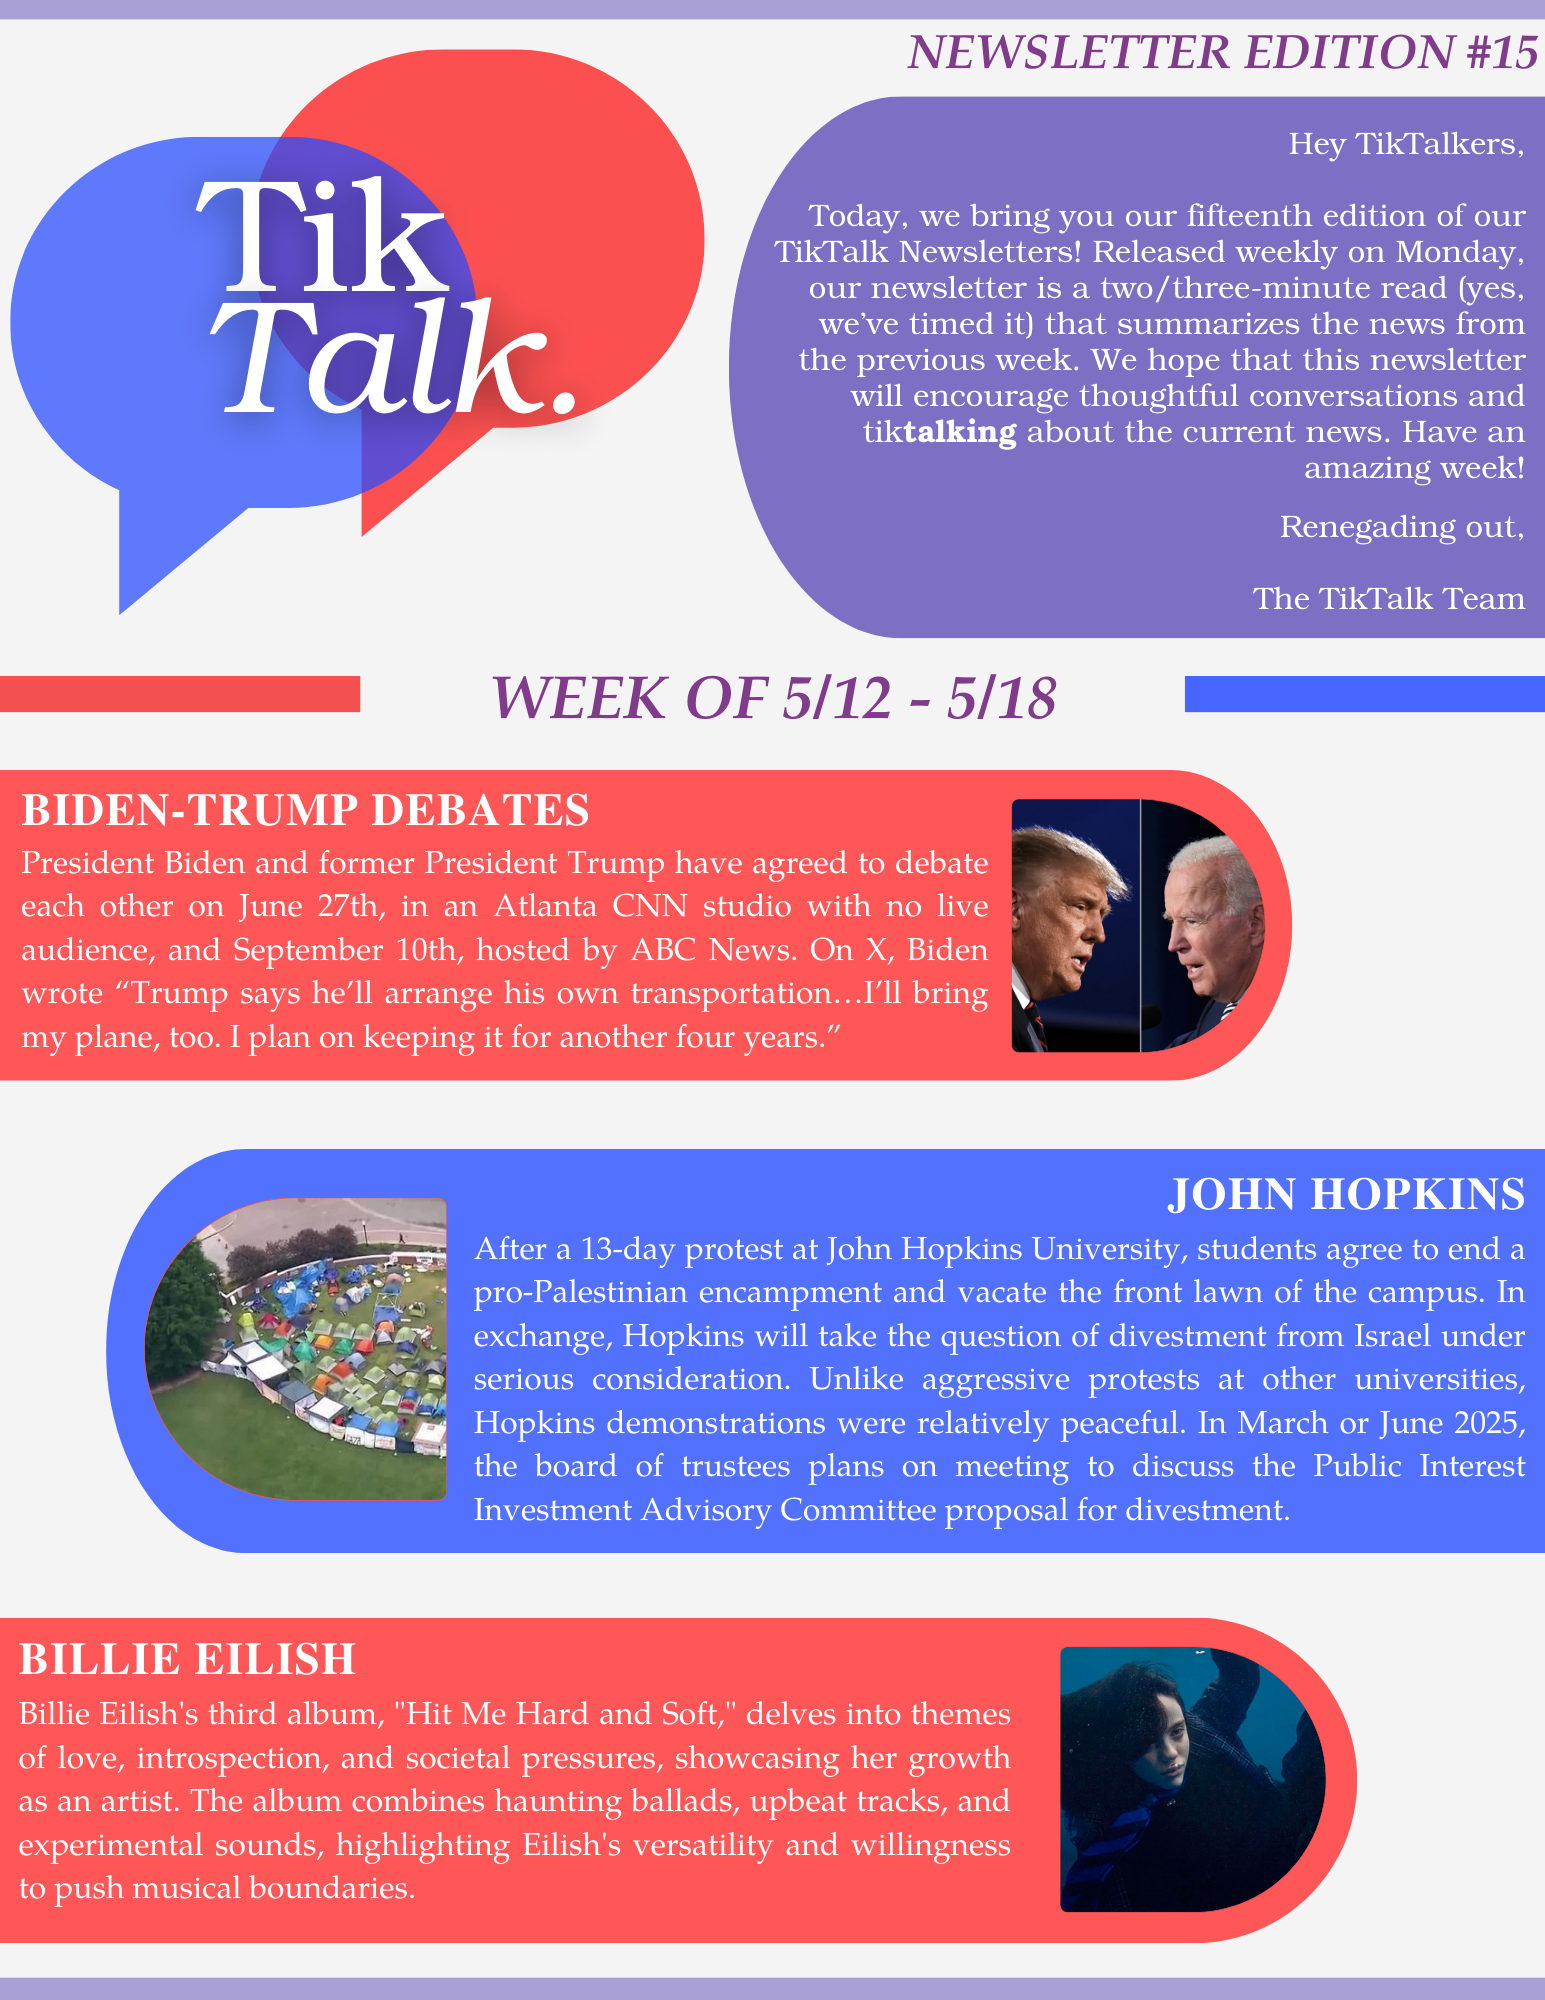 NEWSLETTER EDITION #15
Tik
Talk.
Hey TikTalkers,
Today, we bring you our fifteenth edition of our
TikTalk Newsletters! Released weekly on Monday,
our newsletter is a two/three-minute read (yes,
we’ve timed it) that summarizes the news from
the previous week. We hope that this newsletter
will encourage thoughtful conversations and
tiktalking about the current news. Have an
amazing week!
Renegading out,
The TikTalk Team
WEEK OF 5/12 - 5/18
BIDEN-TRUMP DEBATES
President Biden and former President Trump have agreed to debate
each other on June 27th, in an Atlanta CNN studio with no live
audience, and September 10th, hosted by ABC News. On X, Biden
wrote “Trump says he’ll arrange his own transportation…I’ll bring
my plane, too. I plan on keeping it for another four years.”
JOHN HOPKINS
After a 13-day protest at John Hopkins University, students agree to end a
pro-Palestinian encampment and vacate the front lawn of the campus. In
exchange, Hopkins will take the question of divestment from Israel under
serious consideration. Unlike aggressive protests at other universities,
Hopkins demonstrations were relatively peaceful. In March or June 2025,
the board of trustees plans on meeting to discuss the Public Interest
Investment Advisory Committee proposal for divestment.
BILLIE EILISH
Billie Eilish's third album, "Hit Me Hard and Soft," delves into themes
of love, introspection, and societal pressures, showcasing her growth
as an artist. The album combines haunting ballads, upbeat tracks, and
experimental sounds, highlighting Eilish's versatility and willingness
to push musical boundaries.